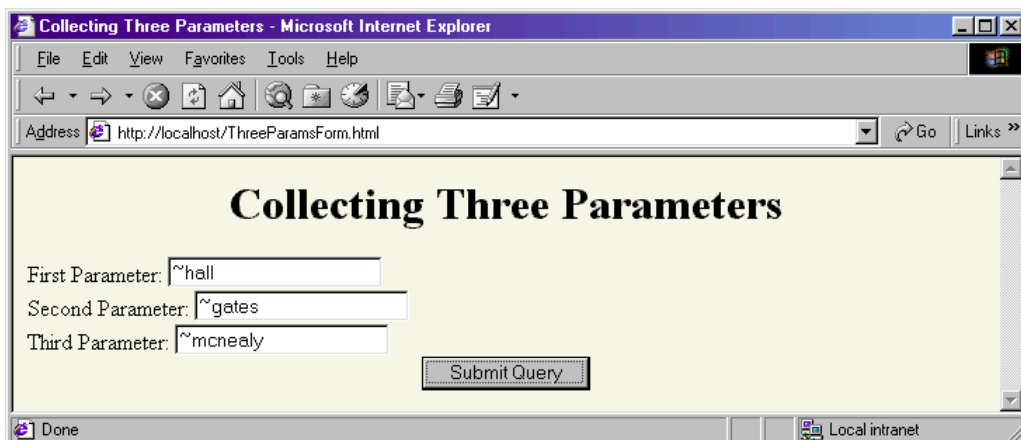 Collecting Three Parameters - Microsoft Internet Explorer
File Edit View Favorites Tools Help
Address http://localhost/ThreeParamsForm.html Go Links »
Collecting Three Parameters
First Parameter: ~hall
Second Parameter: ~gates
Third Parameter: ~mcnealy
Submit Query
Done Local intranet